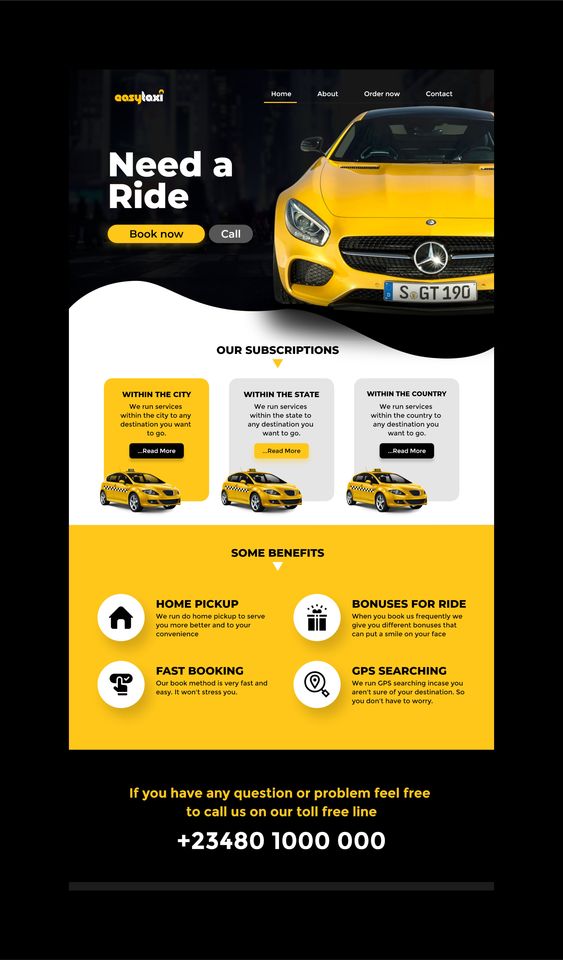 easytaxi
Home About Order now Contact
Need a
Ride
Book now Call
S GT 190
OUR SUBSCRIPTIONS
WITHIN THE CITY
We run services
within the city to any
destination you want
to go.
...Read More
WITHIN THE STATE
We run services
within the state to
any destination you
want to go.
...Read More
WITHIN THE COUNTRY
We run services
within the country to
any destination you
want to go.
...Read More
SOME BENEFITS
HOME PICKUP
We run do home pickup to serve
you more better and to your
convenience
BONUSES FOR RIDE
When you book us frequently we
give you different bonuses that
can put a smile on your face
FAST BOOKING
Our book method is very fast and
easy. It won't stress you.
GPS SEARCHING
We run GPS searching incase you
aren't sure of your destination. So
you don't have to worry.
If you have any question or problem feel free
to call us on our toll free line
+23480 1000 000